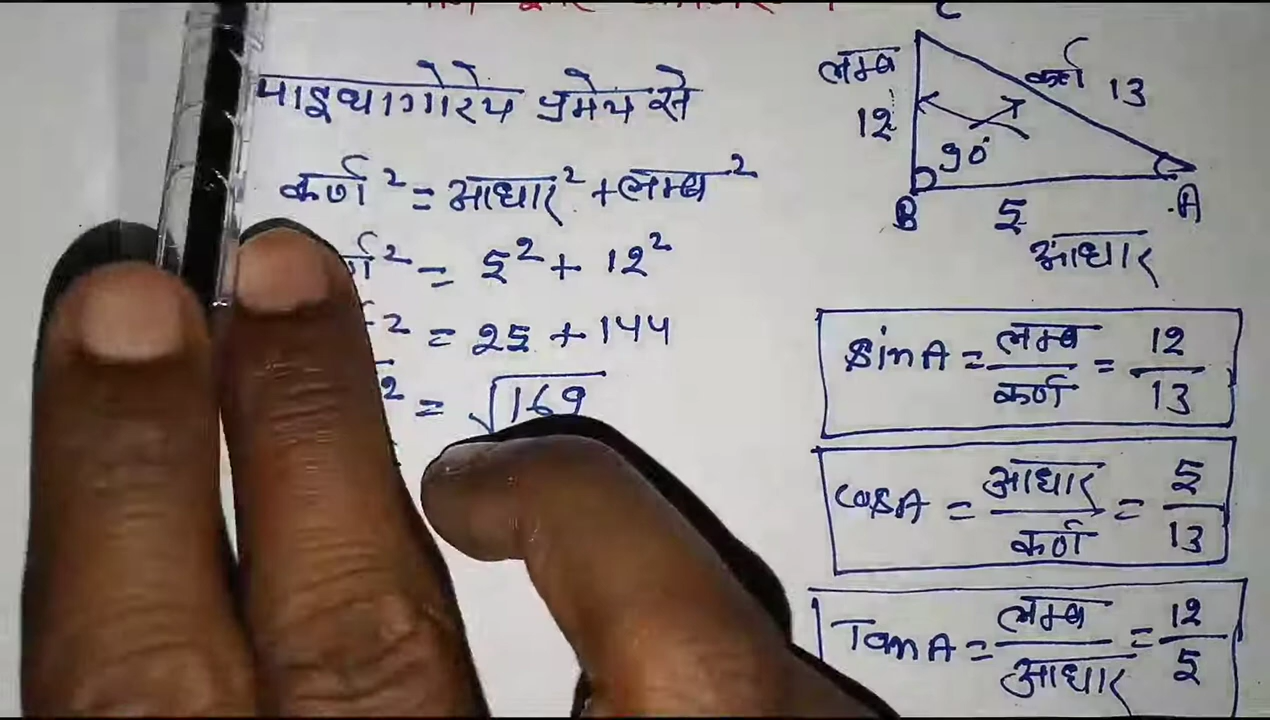 पाइथागोरेय प्रमेय से
कर्ण² = आधार² + लम्ब²
² = 5² + 12²
2 = 25 + 144
2 = √169
C
लम्ब
12
कर्ण 13
90°
B
5
A
आधार
sinA = लम्ब/कर्ण = 12/13
cosA = आधार/कर्ण = 5/13
TanA = लम्ब/आधार = 12/5